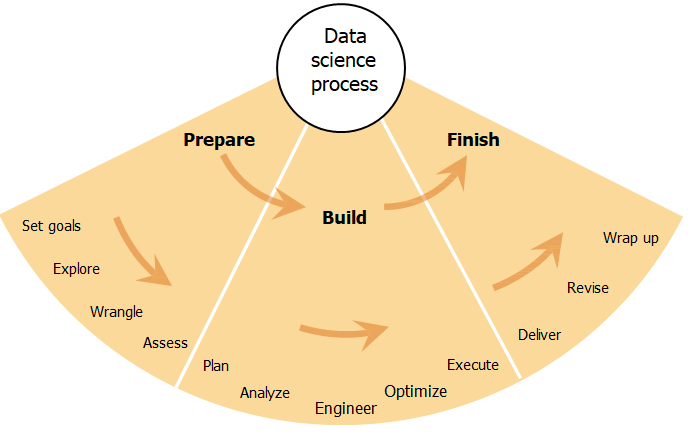 Data
science
process
Prepare
Finish
Build
Set goals
Explore
Wrangle
Assess
Plan
Analyze
Engineer
Optimize
Execute
Deliver
Revise
Wrap up